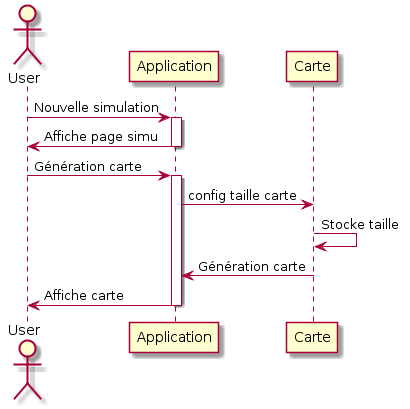 User
Application
Carte
Nouvelle simulation
Affiche page simu
Génération carte
config taille carte
Stocke taille
Génération carte
Affiche carte
User
Application
Carte